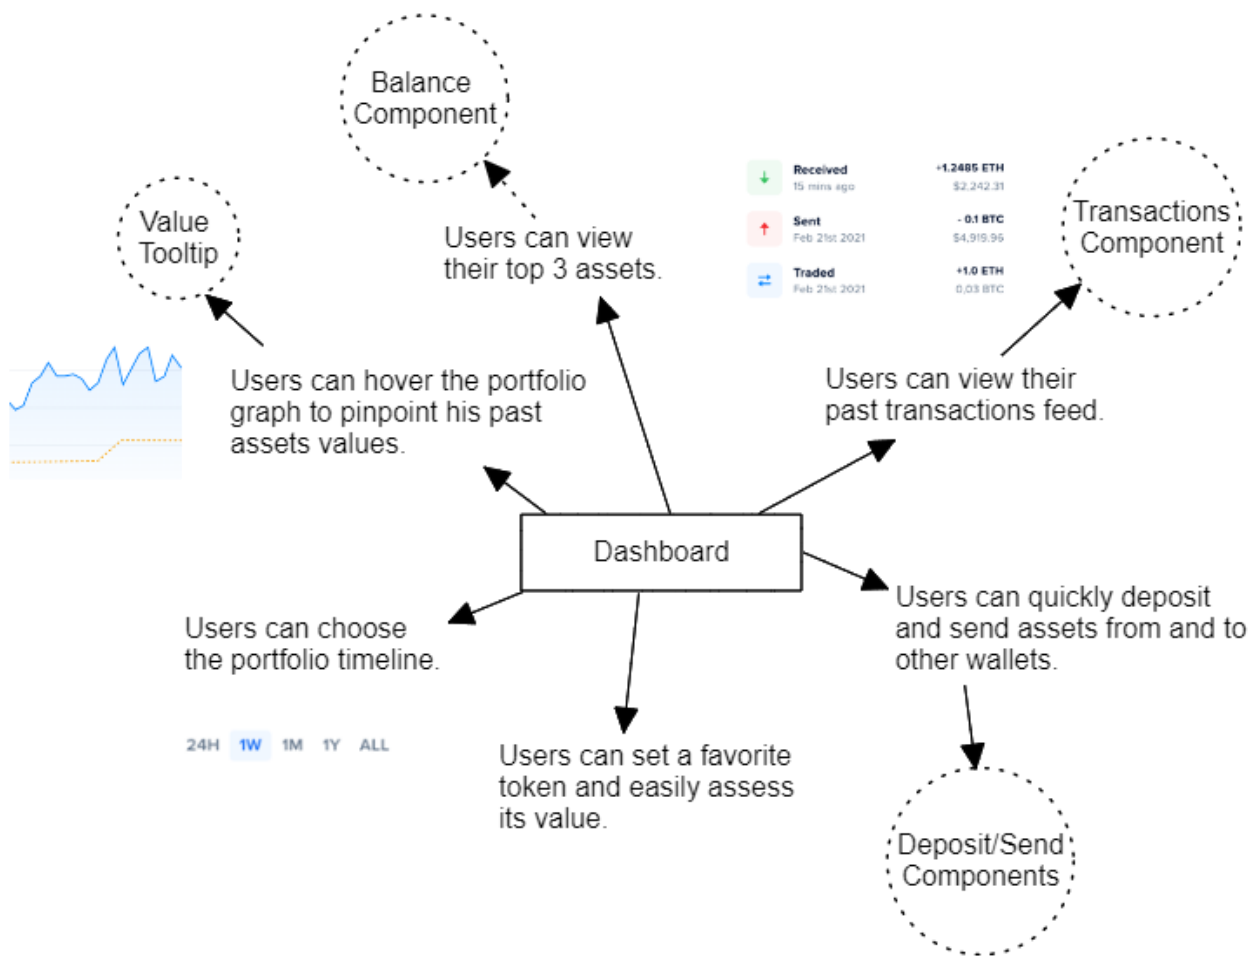 Balance
Component
Value
Tooltip
Received
+1.2485 ETH
15 mins ago
$2,242.31
Sent
- 0.1 BTC
Feb 21st 2021
$4,919.96
Traded
+1.0 ETH
Feb 21st 2021
0,03 BTC
Transactions
Component
Users can view
their top 3 assets.
Users can hover the portfolio
graph to pinpoint his past
assets values.
Users can view their
past transactions feed.
Dashboard
Users can choose
the portfolio timeline.
Users can quickly deposit
and send assets from and to
other wallets.
24H 1W 1M 1Y ALL
Users can set a favorite
token and easily assess
its value.
Deposit/Send
Components